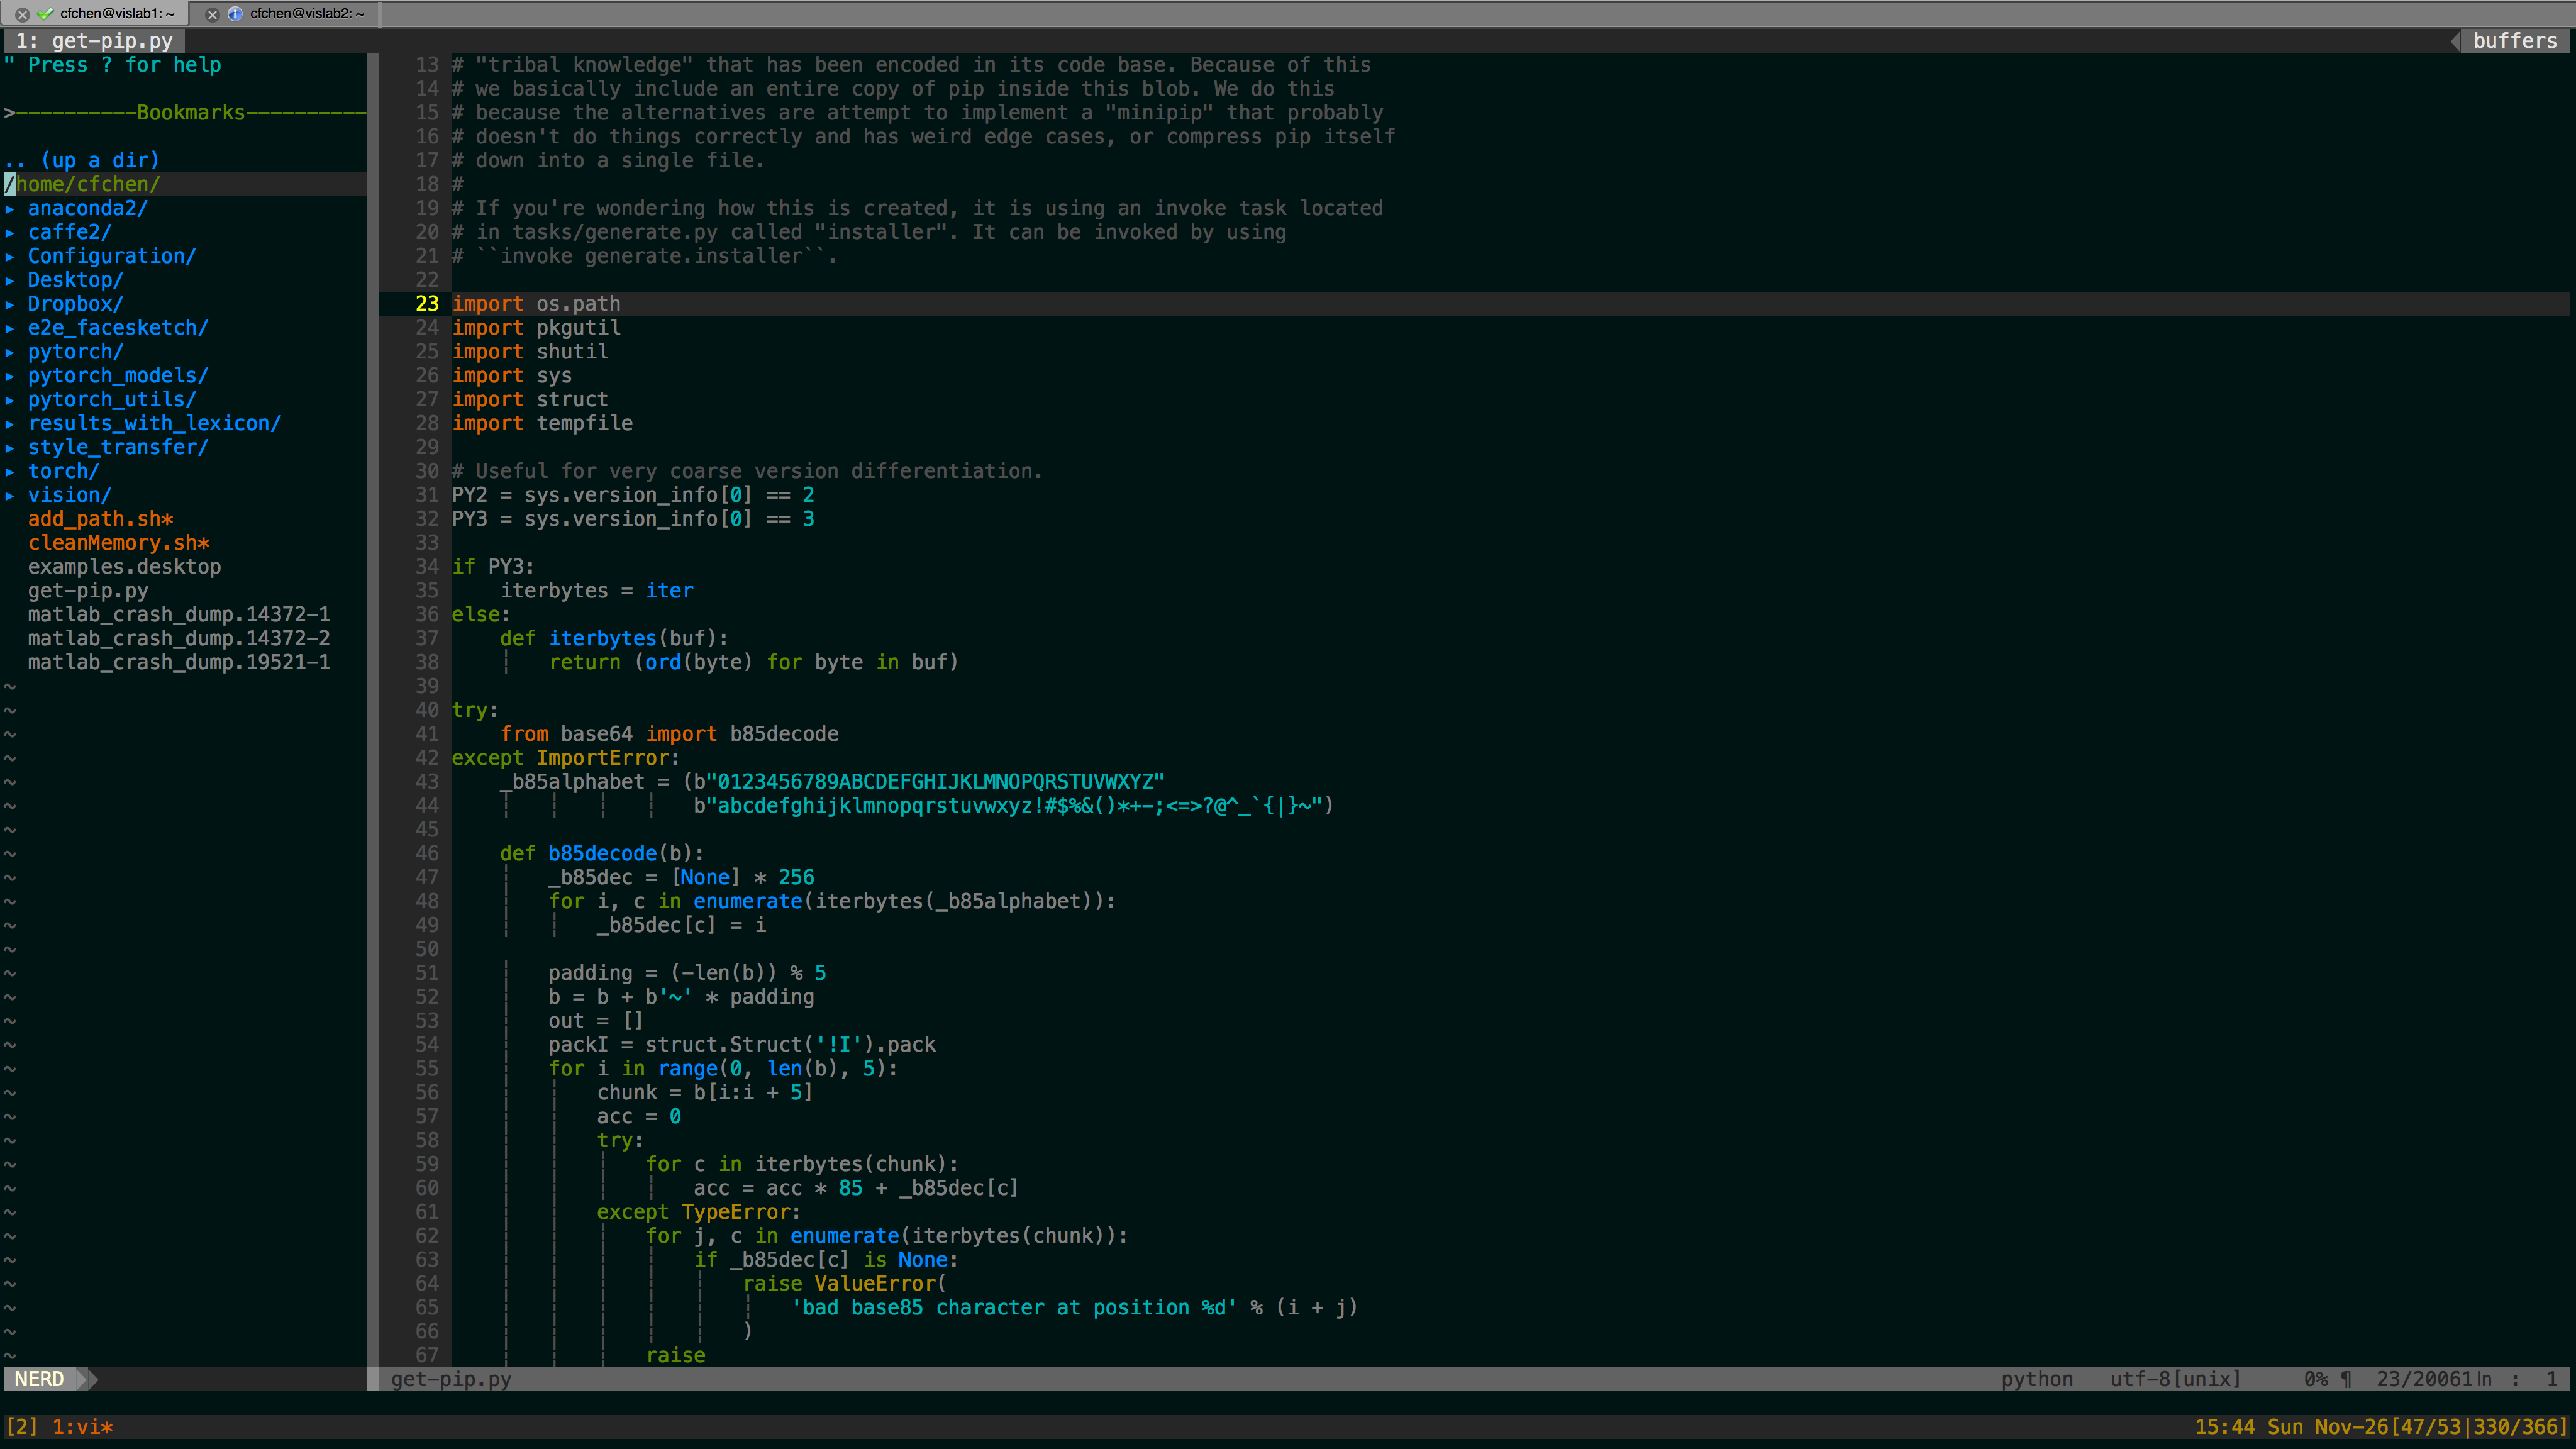 cfchen@vislab1: ~
cfchen@vislab2: ~
1: get-pip.py
buffers
" Press ? for help
>----------Bookmarks----------
.. (up a dir)
/home/cfchen/
▸ anaconda2/
▸ caffe2/
▸ Configuration/
▸ Desktop/
▸ Dropbox/
▸ e2e_facesketch/
▸ pytorch/
▸ pytorch_models/
▸ pytorch_utils/
▸ results_with_lexicon/
▸ style_transfer/
▸ torch/
▸ vision/
add_path.sh*
cleanMemory.sh*
examples.desktop
get-pip.py
matlab_crash_dump.14372-1
matlab_crash_dump.14372-2
matlab_crash_dump.19521-1
NERD
13 # "tribal knowledge" that has been encoded in its code base. Because of this
14 # we basically include an entire copy of pip inside this blob. We do this
15 # because the alternatives are attempt to implement a "minipip" that probably
16 # doesn't do things correctly and has weird edge cases, or compress pip itself
17 # down into a single file.
18 #
19 # If you're wondering how this is created, it is using an invoke task located
20 # in tasks/generate.py called "installer". It can be invoked by using
21 # ``invoke generate.installer``.
22
23 import os.path
24 import pkgutil
25 import shutil
26 import sys
27 import struct
28 import tempfile
29
30 # Useful for very coarse version differentiation.
31 PY2 = sys.version_info[0] == 2
32 PY3 = sys.version_info[0] == 3
33
34 if PY3:
35     iterbytes = iter
36 else:
37     def iterbytes(buf):
38         return (ord(byte) for byte in buf)
39
40 try:
41     from base64 import b85decode
42 except ImportError:
43     _b85alphabet = (b"0123456789ABCDEFGHIJKLMNOPQRSTUVWXYZ"
44                     b"abcdefghijklmnopqrstuvwxyz!#$%&()*+-;<=>?@^_`{|}~")
45
46     def b85decode(b):
47         _b85dec = [None] * 256
48         for i, c in enumerate(iterbytes(_b85alphabet)):
49             _b85dec[c] = i
50
51         padding = (-len(b)) % 5
52         b = b + b'~' * padding
53         out = []
54         packI = struct.Struct('!I').pack
55         for i in range(0, len(b), 5):
56             chunk = b[i:i + 5]
57             acc = 0
58             try:
59                 for c in iterbytes(chunk):
60                     acc = acc * 85 + _b85dec[c]
61             except TypeError:
62                 for j, c in enumerate(iterbytes(chunk)):
63                     if _b85dec[c] is None:
64                         raise ValueError(
65                             'bad base85 character at position %d' % (i + j)
66                         )
67                 raise
get-pip.py
python utf-8[unix] 0% ¶ 23/20061㏑ : 1
[2] 1:vi*
15:44 Sun Nov-26[47/53|330/366]